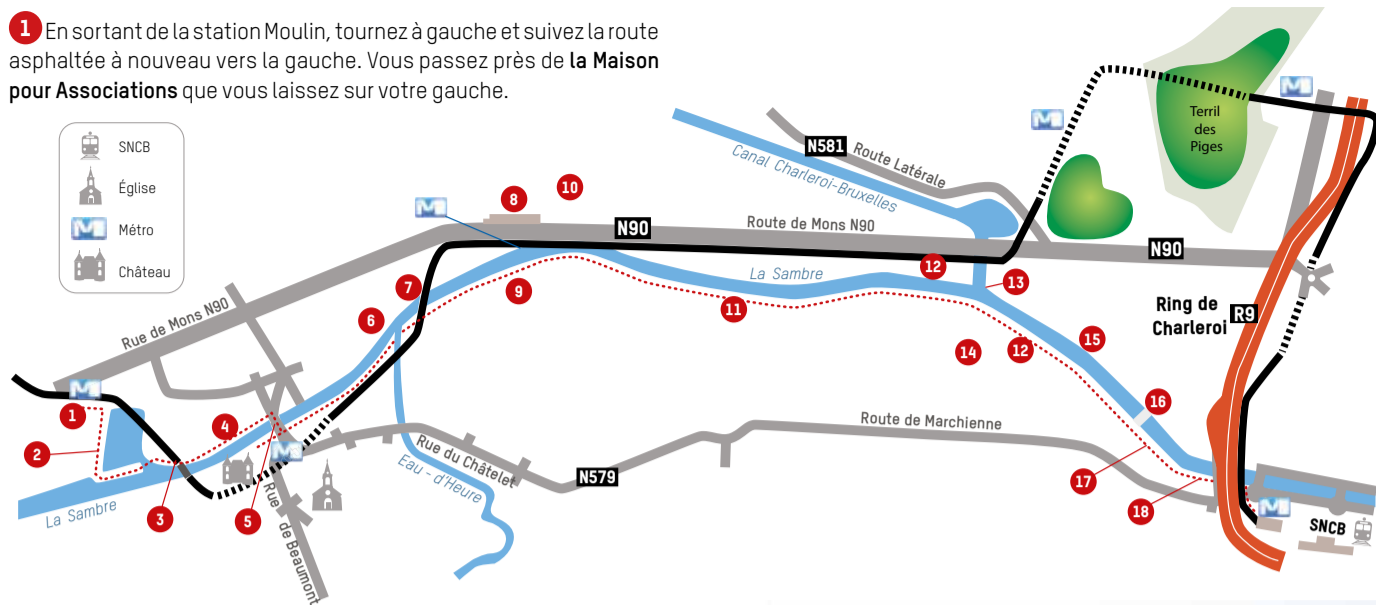 1 En sortant de la station Moulin, tournez à gauche et suivez la route
asphaltée à nouveau vers la gauche. Vous passez près de la Maison
pour Associations que vous laissez sur votre gauche.
SNCB
Église
M Métro
Château
Terril
des
Piges
M
M
N581
Route Latérale
Canal Charleroi-Bruxelles
M
8
10
N90
Route de Mons N90
N90
La Sambre
12
13
7
9
11
6
Rue de Mons N90
Ring de
Charleroi
R9
14
12
15
M
1
4
16
Route de Marchienne
2
M
Rue du Châtelet
Eau - d'Heure
N579
17
La Sambre
3
5
Rue de Beaumont
18
M
SNCB